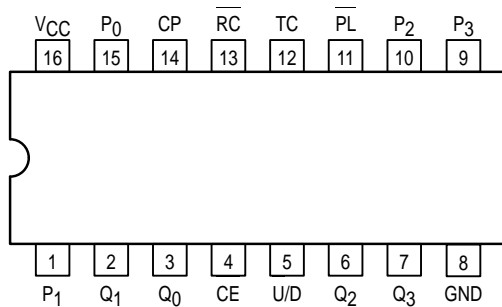 VCC P0 CP RC TC PL P2 P3
16 15 14 13 12 11 10 9
1 2 3 4 5 6 7 8
P1 Q1 Q0 CE U/D Q2 Q3 GND